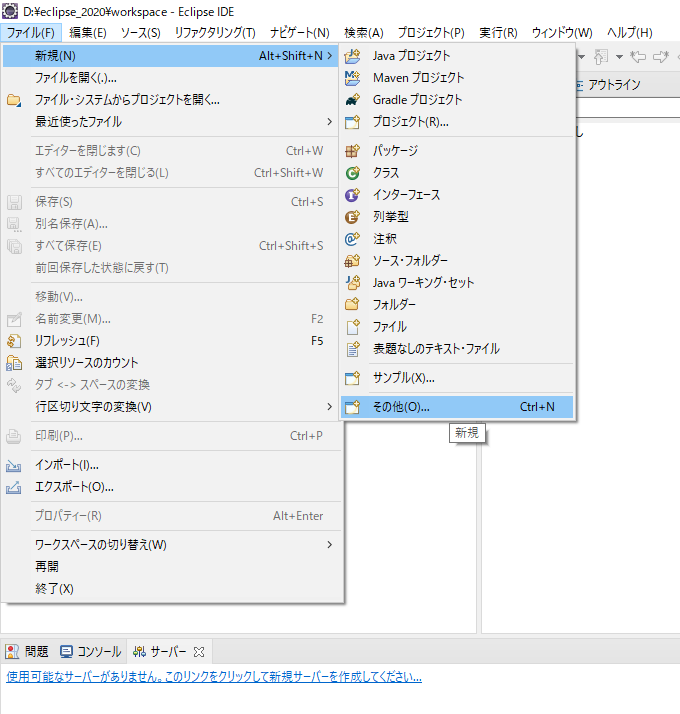 D:¥eclipse_2020¥workspace - Eclipse IDE
ファイル(F) 編集(E) ソース(S) リファクタリング(T) ナビゲート(N) 検索(A) プロジェクト(P) 実行(R) ウィンドウ(W) ヘルプ(H)
新規(N) Alt+Shift+N >
ファイルを開く(.)...
ファイル・システムからプロジェクトを開く...
最近使ったファイル >
エディターを閉じます(C) Ctrl+W
すべてのエディターを閉じる(L) Ctrl+Shift+W
保存(S) Ctrl+S
別名保存(A)...
すべて保存(E) Ctrl+Shift+S
前回保存した状態に戻す(T)
移動(V)...
名前変更(M)... F2
リフレッシュ(F) F5
選択リソースのカウント
タブ <-> スペースの変換
行区切り文字の変換(V) >
印刷(P)... Ctrl+P
インポート(I)...
エクスポート(O)...
プロパティー(R) Alt+Enter
ワークスペースの切り替え(W) >
再開
終了(X)
Java プロジェクト
Maven プロジェクト
Gradle プロジェクト
プロジェクト(R)...
パッケージ
クラス
インターフェース
列挙型
注釈
ソース・フォルダー
Java ワーキング・セット
フォルダー
ファイル
表題なしのテキスト・ファイル
サンプル(X)...
その他(O)... Ctrl+N
新規
アウトライン
し
問題 コンソール サーバー
使用可能なサーバーがありません。このリンクをクリックして新規サーバーを作成してください...